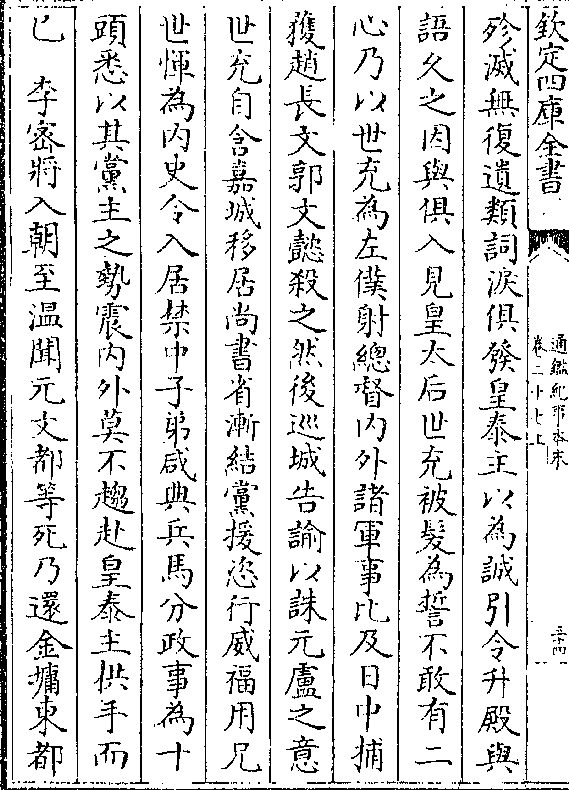 欽定四庫全書
通鑑紀事本末
卷二十七上
三四
殄滅無復遺類詞淚俱發皇泰主以為誠引令升殿與
語久之因與俱入見皇太后世充被髮為誓不敢有二
心乃以世充為左僕射總督内外諸軍事比及日中捕
獲趙長文郭文懿殺之然後巡城告諭以誅元盧之意
世充自含嘉城移居尚書省漸結黨援恣行威福用兄
世惲為内史令入居禁中子弟咸典兵馬分政事為十
頭悉以其黨主之勢震内外莫不趨赴皇泰主拱手而
已　李密將入朝至温聞元文都等死乃還金墉東都